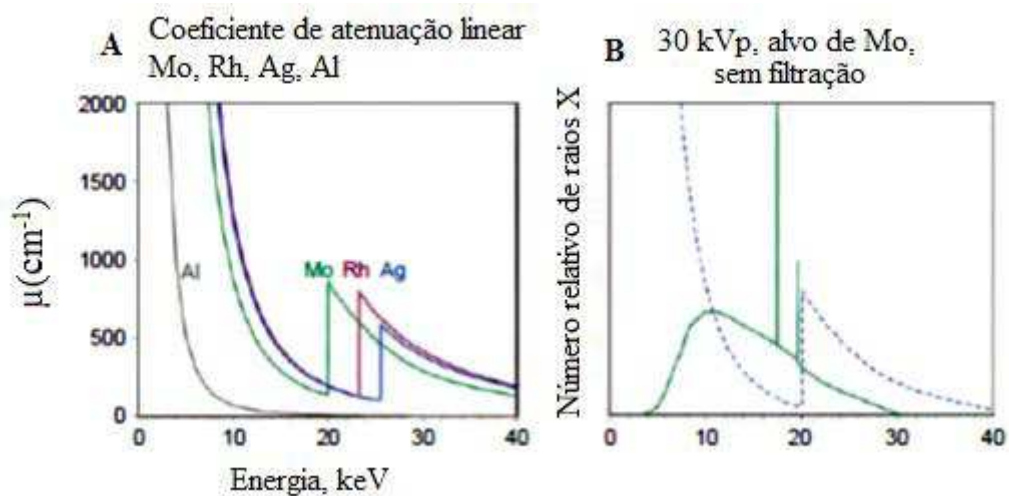 A
Coeficiente de atenuação linear
Mo, Rh, Ag, Al
µ(cm⁻¹)
2000
1500
1000
500
0
Al
Mo Rh Ag
0 10 20 30 40
Energia, keV
B
30 kVp, alvo de Mo,
sem filtração
Número relativo de raios X
0 10 20 30 40